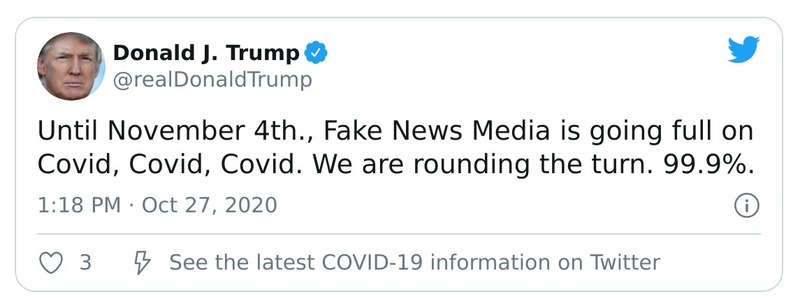 Donald J. Trump
@realDonaldTrump
Until November 4th., Fake News Media is going full on
Covid, Covid, Covid. We are rounding the turn. 99.9%.
1:18 PM · Oct 27, 2020
3 See the latest COVID-19 information on Twitter